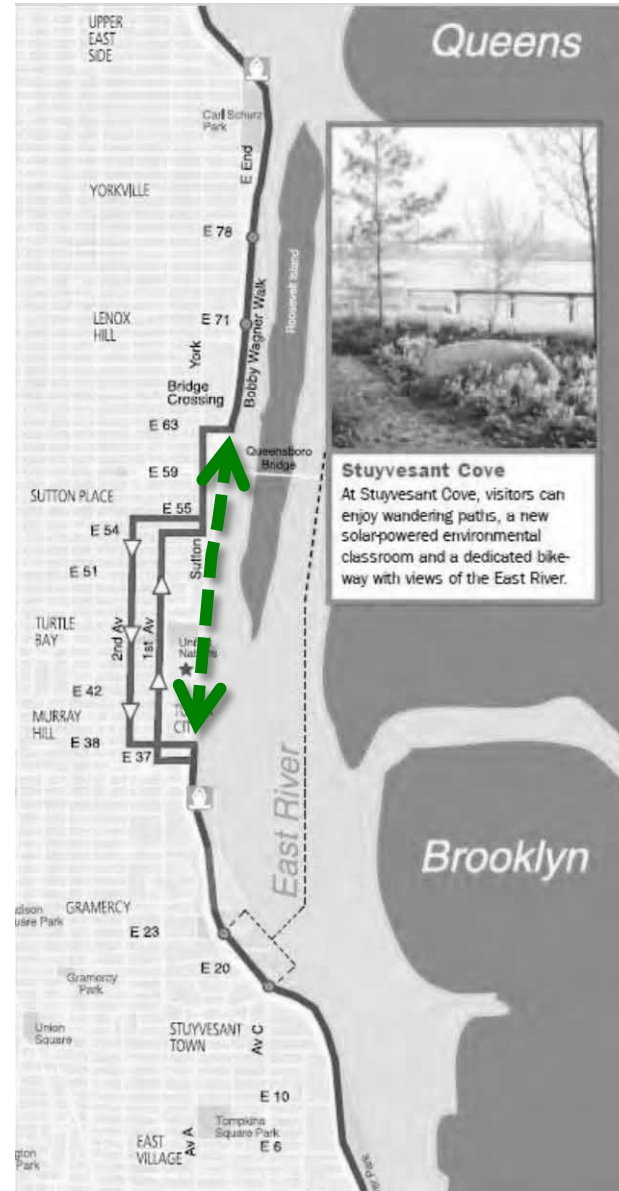 UPPER
EAST
SIDE
Queens
Carl Schurz
Park
E End
YORKVILLE
E 78
Bobby Wagner Walk
Roosevelt Island
LENOX
HILL
E 71
York
Bridge
Crossing
E 63
Queensboro
Bridge
E 59
SUTTON PLACE
E 55
E 54
Sutton
E 51
TURTLE
BAY
2nd Av
1st Av
E 42
MURRAY
HILL
E 38
E 37
Stuyvesant Cove
At Stuyvesant Cove, visitors can
enjoy wandering paths, a new
solar-powered environmental
classroom and a dedicated bike-
way with views of the East River.
East River
Brooklyn
GRAMERCY
E 23
E 20
Gramercy
Park
Union
Square
STUYVESANT
TOWN
Av C
E 10
Tompkins
Square Park
EAST
VILLAGE
Av A
E 6